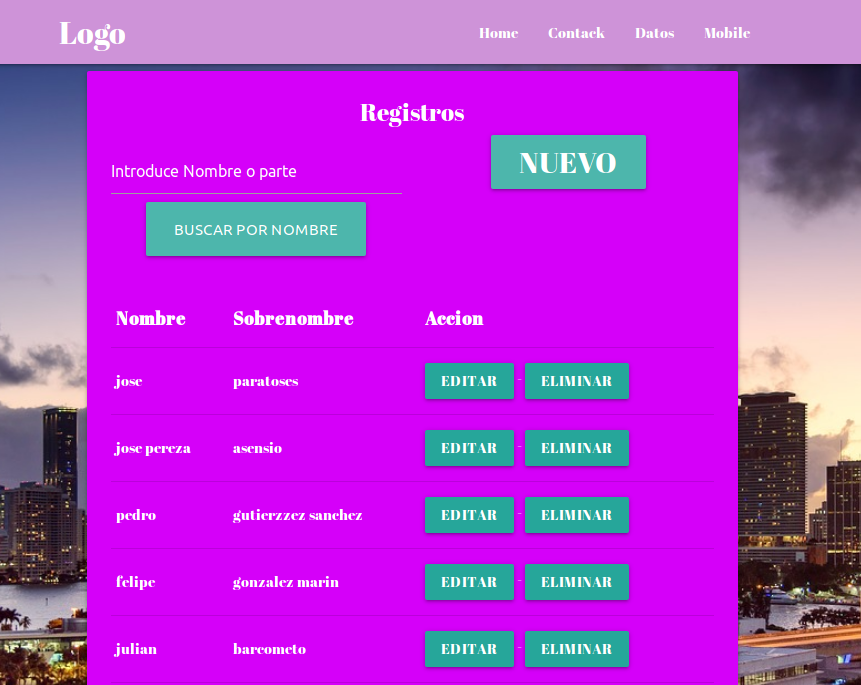 Logo
Home Contack Datos Mobile
Registros
Introduce Nombre o parte
NUEVO
BUSCAR POR NOMBRE
Nombre Sobrenombre Accion
jose paratoses EDITAR - ELIMINAR
jose pereza asensio EDITAR - ELIMINAR
pedro gutierzzez sanchez EDITAR - ELIMINAR
felipe gonzalez marin EDITAR - ELIMINAR
julian barcometo EDITAR - ELIMINAR